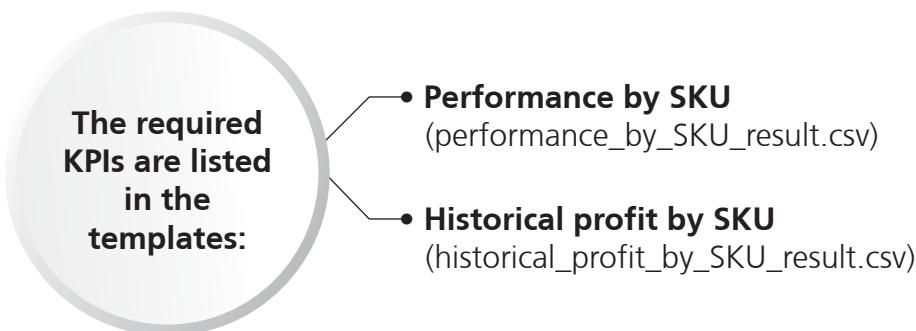 The required
KPIs are listed
in the
templates:
Performance by SKU
(performance_by_SKU_result.csv)
Historical profit by SKU
(historical_profit_by_SKU_result.csv)